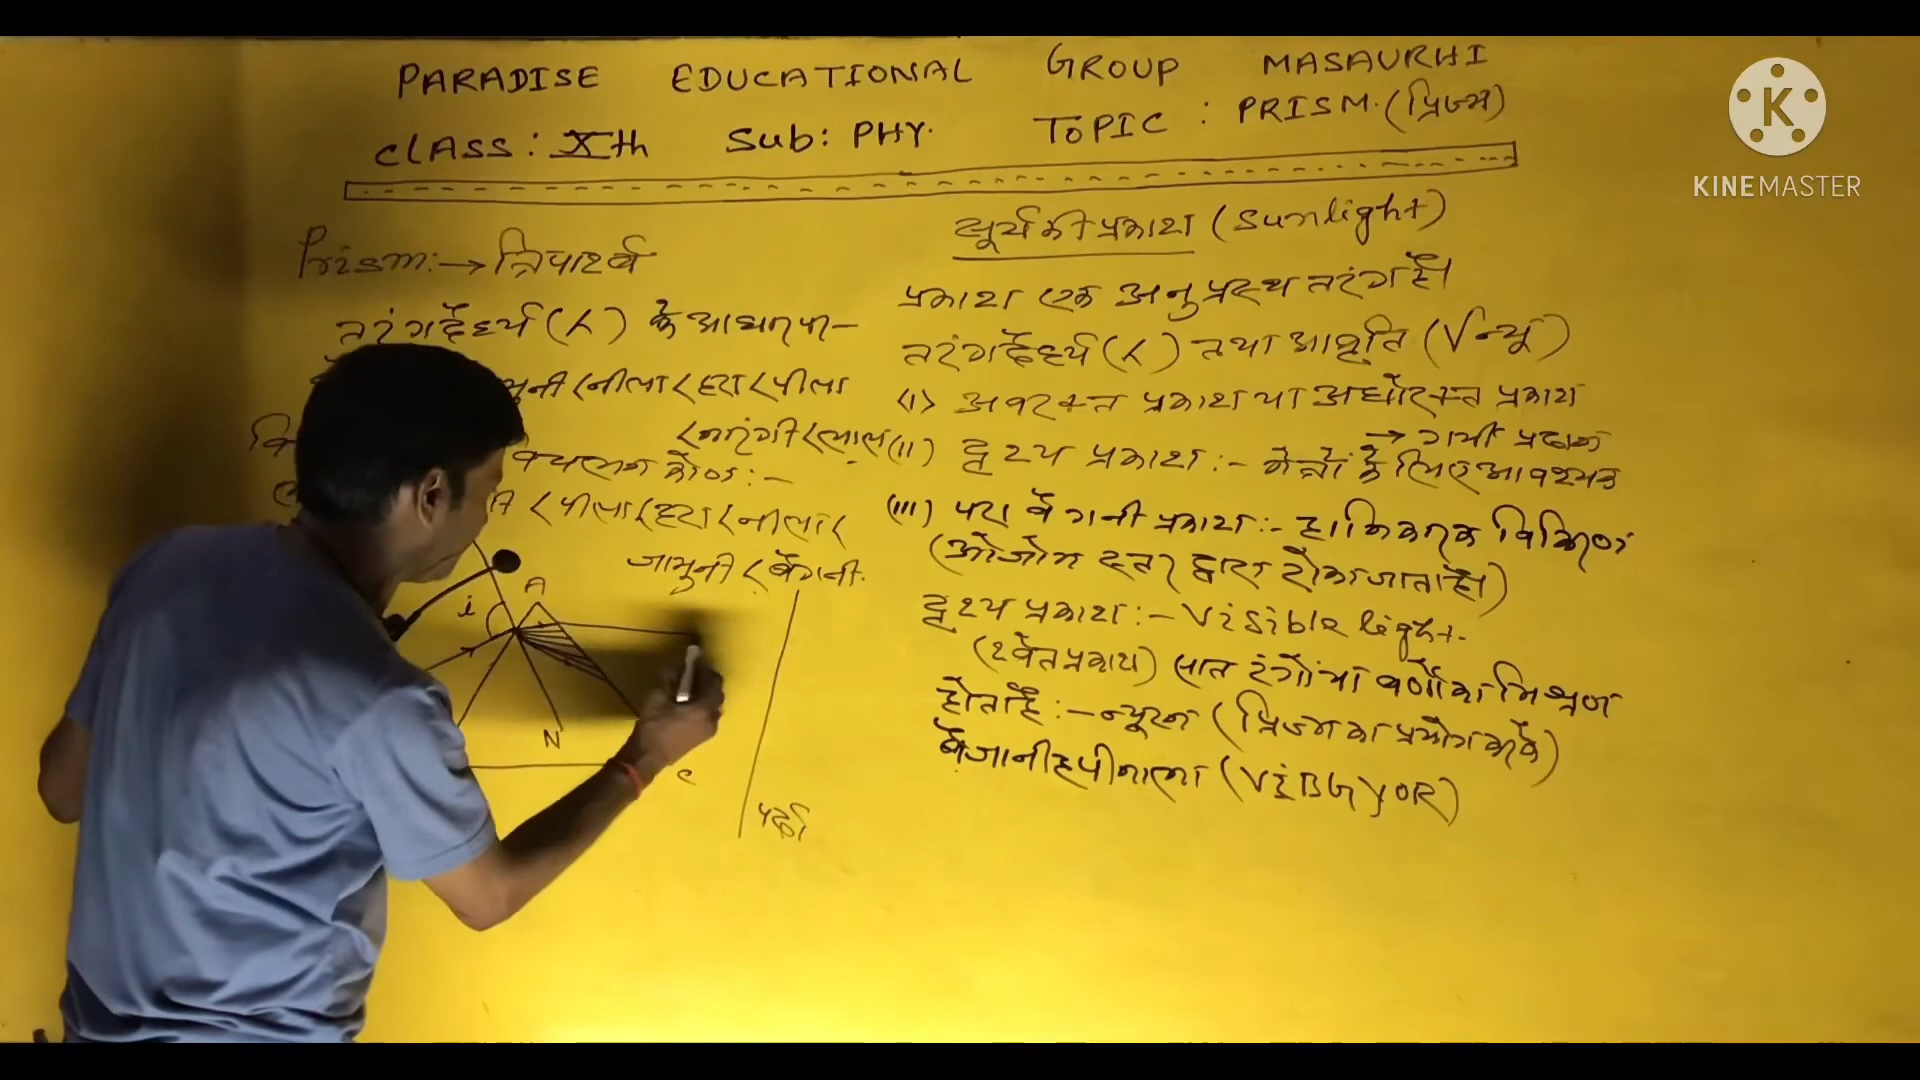 PARADISE EDUCATIONAL GROUP MASAURHI
CLASS: Xth Sub: PHY. TOPIC: PRISM. (प्रिज्म)
KINEMASTER
Prism:→ त्रिपार्श्व
तरंगदैर्ध्य (λ) के आधार पर –
नीला < हरा < पीला
< नारंगी < लाल
विचलन कोण :–
< पीला < हरा < नीला <
जामुनी < बैंगनी.
i
A
N
C
पर्दा
सूर्य की प्रकाश (Sunlight)
प्रकाश एक अनुप्रस्थ तरंग है।
तरंगदैर्ध्य (λ) तथा आवृति (ν न्यू)
(I) अवरक्त प्रकाश या अधोरक्त प्रकाश
→ गर्मी प्रदान
(II) दृश्य प्रकाश :– नेत्रों के लिए आवश्यक
(III) परा बैंगनी प्रकाश :– हानिकारक विकिरण
(ओजोन स्तर द्वारा रोका जाता है।)
दृश्य प्रकाश :– Visible light.
(श्वेत प्रकाश) सात रंगों या वर्णों का मिश्रण
होता है :– न्यूटन (प्रिज्म का प्रयोग करके)
बैजानीहपीनाला (VIBGYOR)